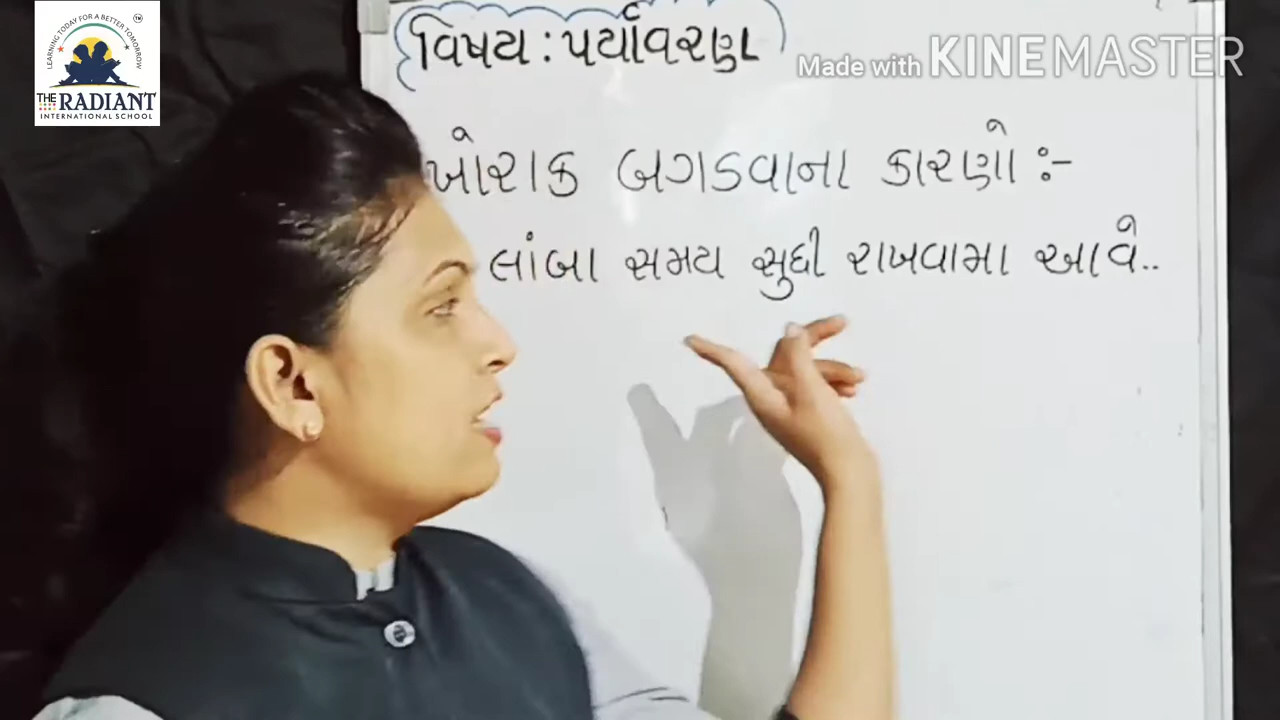 LEARNING TODAY FOR A BETTER TOMORROW
TM
THE RADIANT
INTERNATIONAL SCHOOL
Made with KINEMASTER
વિષય : પર્યાવરણ
ખોરાક બગડવાના કારણો :-
લાંબા સમય સુધી રાખવામા આવે..